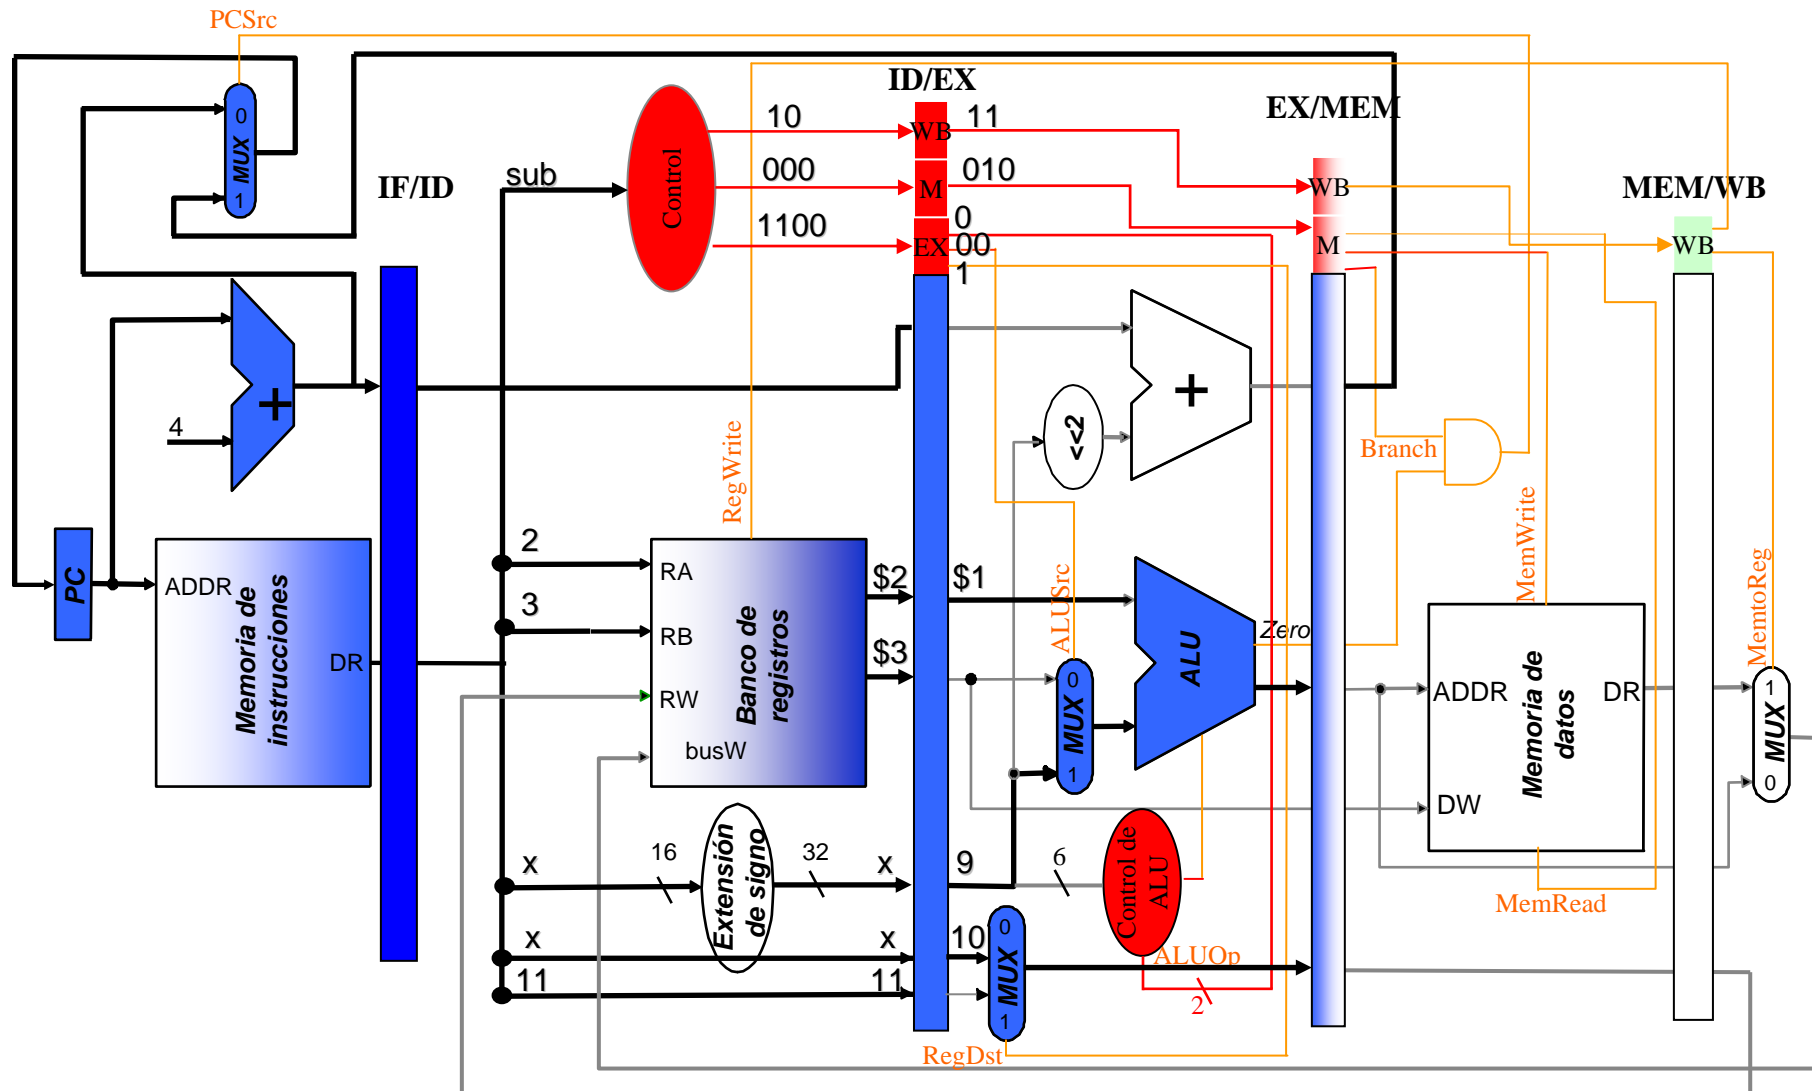 PCSrc
ID/EX
EX/MEM
IF/ID
MEM/WB
0
MUX
1
sub
Control
10
000
1100
WB
M
EX
11
010
0
00
1
WB
M
WB
+
4
+
<<2
RegWrite
Branch
PC
ADDR
Memoria de
instrucciones
DR
2
3
RA
RB
RW
busW
Banco de
registros
$2
$3
$1
ALUSrc
0
MUX
1
ALU
Zero
MemWrite
ADDR
DW
DR
Memoria de
datos
MemRead
MemtoReg
1
MUX
0
x
16
Extensión
de signo
32
x
9
6
Control de
ALU
ALUOp
2
x
x
10
11
11
0
MUX
1
RegDst